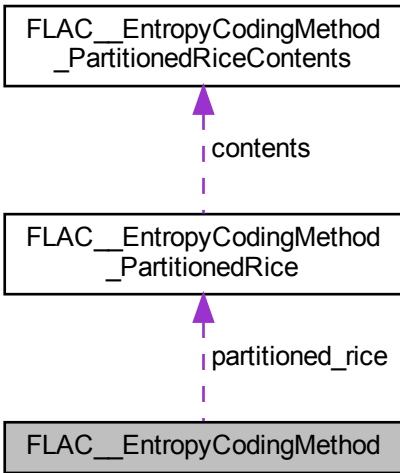 FLAC__EntropyCodingMethod
_PartitionedRiceContents
contents
FLAC__EntropyCodingMethod
_PartitionedRice
partitioned_rice
FLAC__EntropyCodingMethod